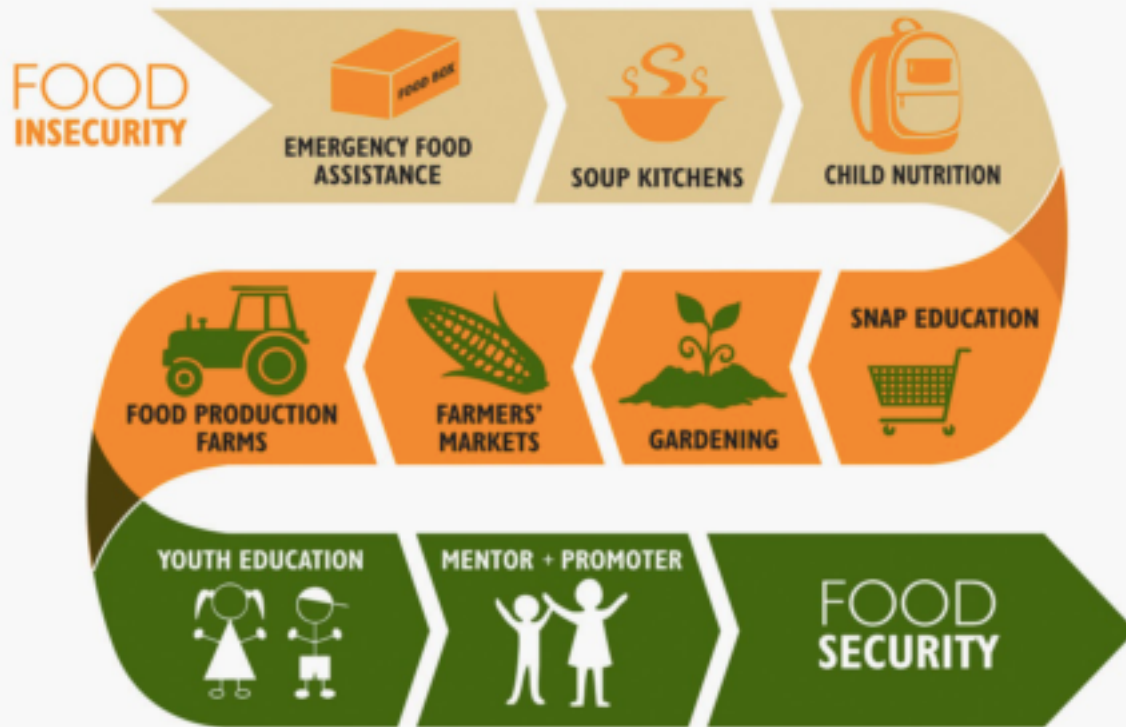 FOOD
INSECURITY
FOOD BOX
EMERGENCY FOOD
ASSISTANCE
SOUP KITCHENS
CHILD NUTRITION
SNAP EDUCATION
GARDENING
FARMERS'
MARKETS
FOOD PRODUCTION
FARMS
YOUTH EDUCATION
MENTOR + PROMOTER
FOOD
SECURITY